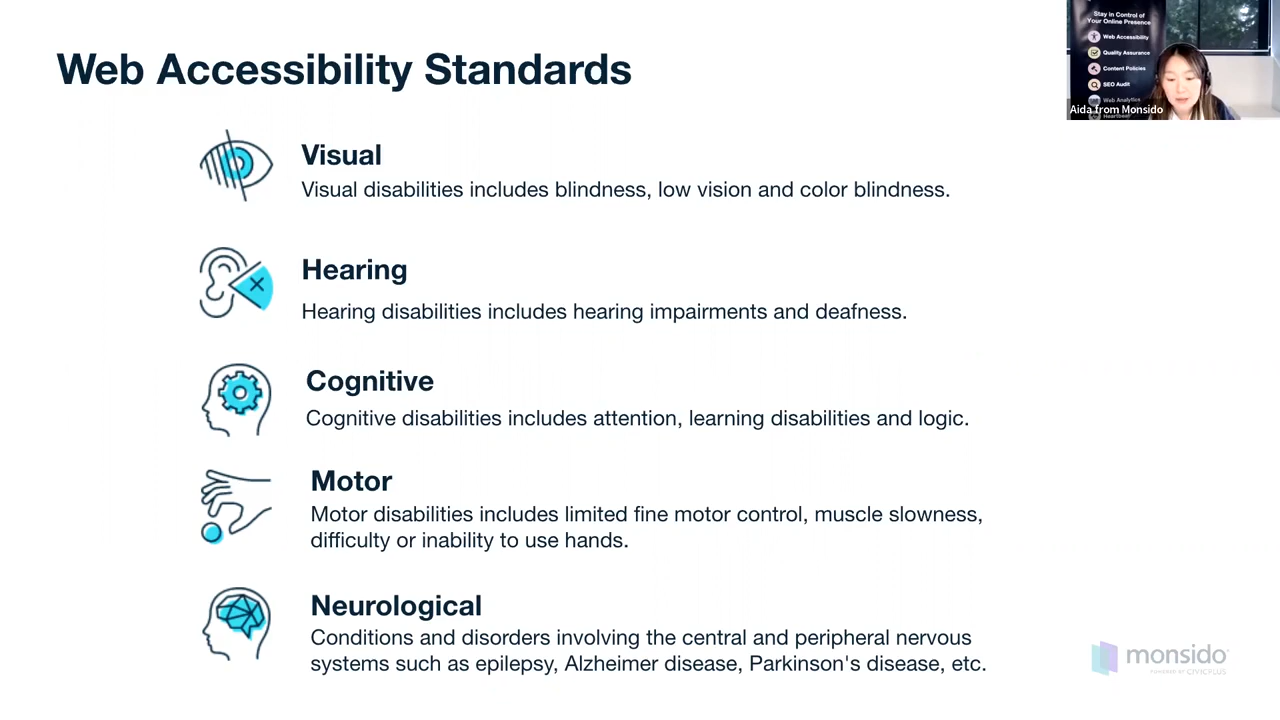 Web Accessibility Standards
Visual
Visual disabilities includes blindness, low vision and color blindness.
Hearing
Hearing disabilities includes hearing impairments and deafness.
Cognitive
Cognitive disabilities includes attention, learning disabilities and logic.
Motor
Motor disabilities includes limited fine motor control, muscle slowness,
difficulty or inability to use hands.
Neurological
Conditions and disorders involving the central and peripheral nervous
systems such as epilepsy, Alzheimer disease, Parkinson's disease, etc.
Stay in Control of
Your Online Presence
Web Accessibility
Quality Assurance
Content Policies
SEO Audit
Web Analytics
Aida from Monsido
monsido
POWERED BY CIVICPLUS